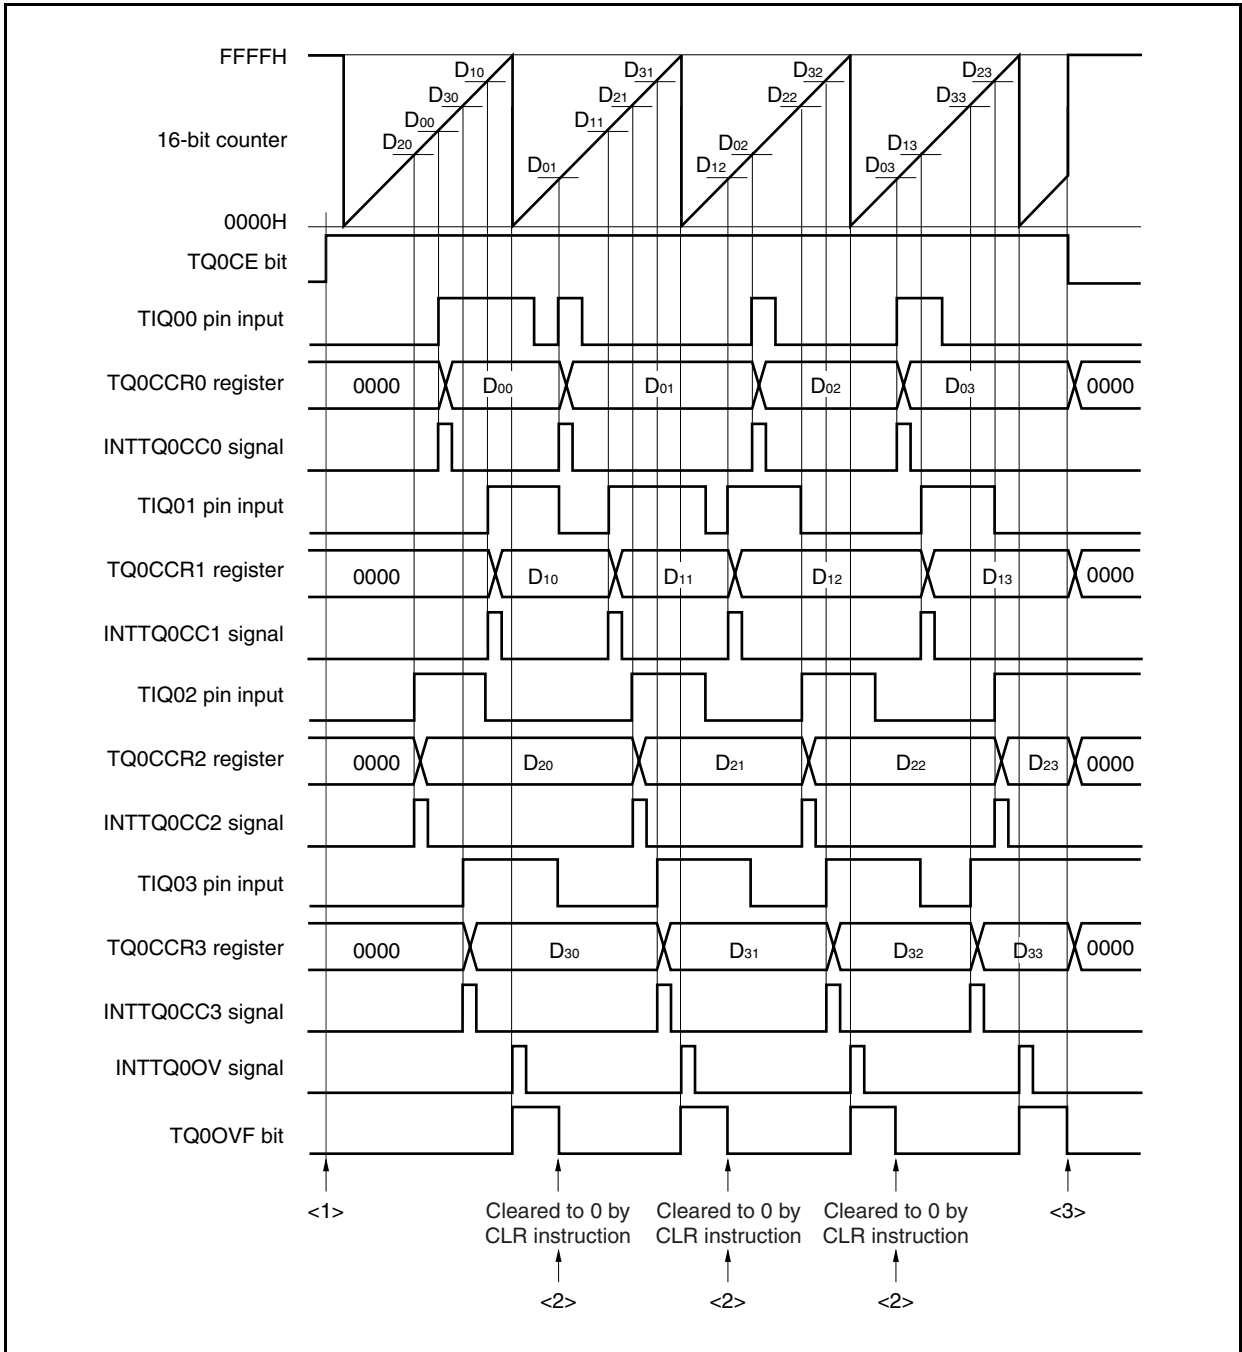 FFFFH
D10
D31
D32
D23
D30
D21
D22
D33
D00
D11
16-bit counter
D20
D02
D13
D01
D12
D03
0000H
TQ0CE bit
TIQ00 pin input
TQ0CCR0 register
0000
D00
D01
D02
D03
0000
INTTQ0CC0 signal
TIQ01 pin input
TQ0CCR1 register
0000
D10
D11
D12
D13
0000
INTTQ0CC1 signal
TIQ02 pin input
TQ0CCR2 register
0000
D20
D21
D22
D23
0000
INTTQ0CC2 signal
TIQ03 pin input
TQ0CCR3 register
0000
D30
D31
D32
D33
0000
INTTQ0CC3 signal
INTTQ0OV signal
TQ0OVF bit
<1>
Cleared to 0 by
CLR instruction
<2>
Cleared to 0 by
CLR instruction
<2>
Cleared to 0 by
CLR instruction
<2>
<3>